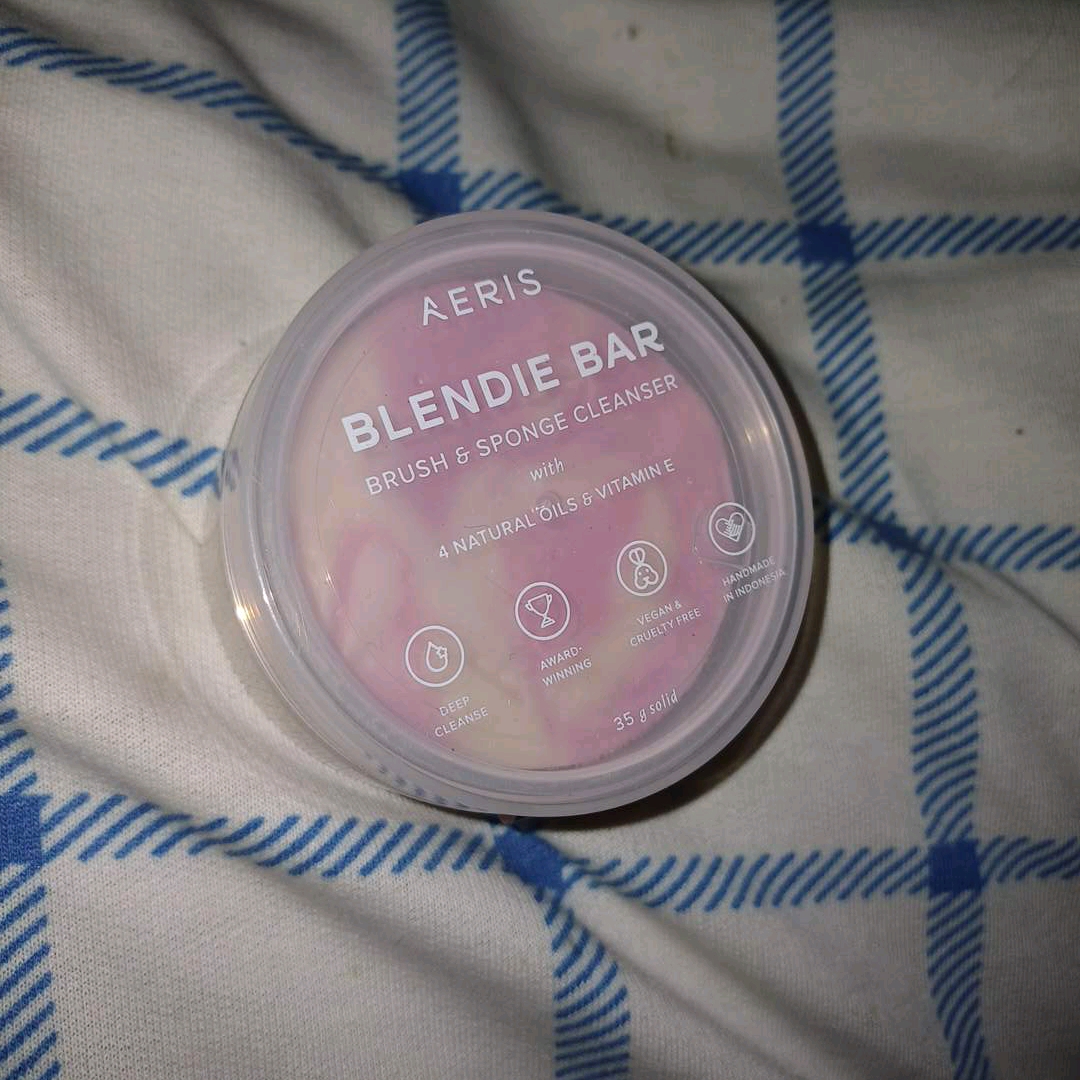 AERIS
BLENDIE BAR
BRUSH & SPONGE CLEANSER
with
4 NATURAL OILS & VITAMIN E
DEEP
CLEANSE
AWARD-
WINNING
VEGAN &
CRUELTY FREE
HANDMADE
IN INDONESIA
35 g solid